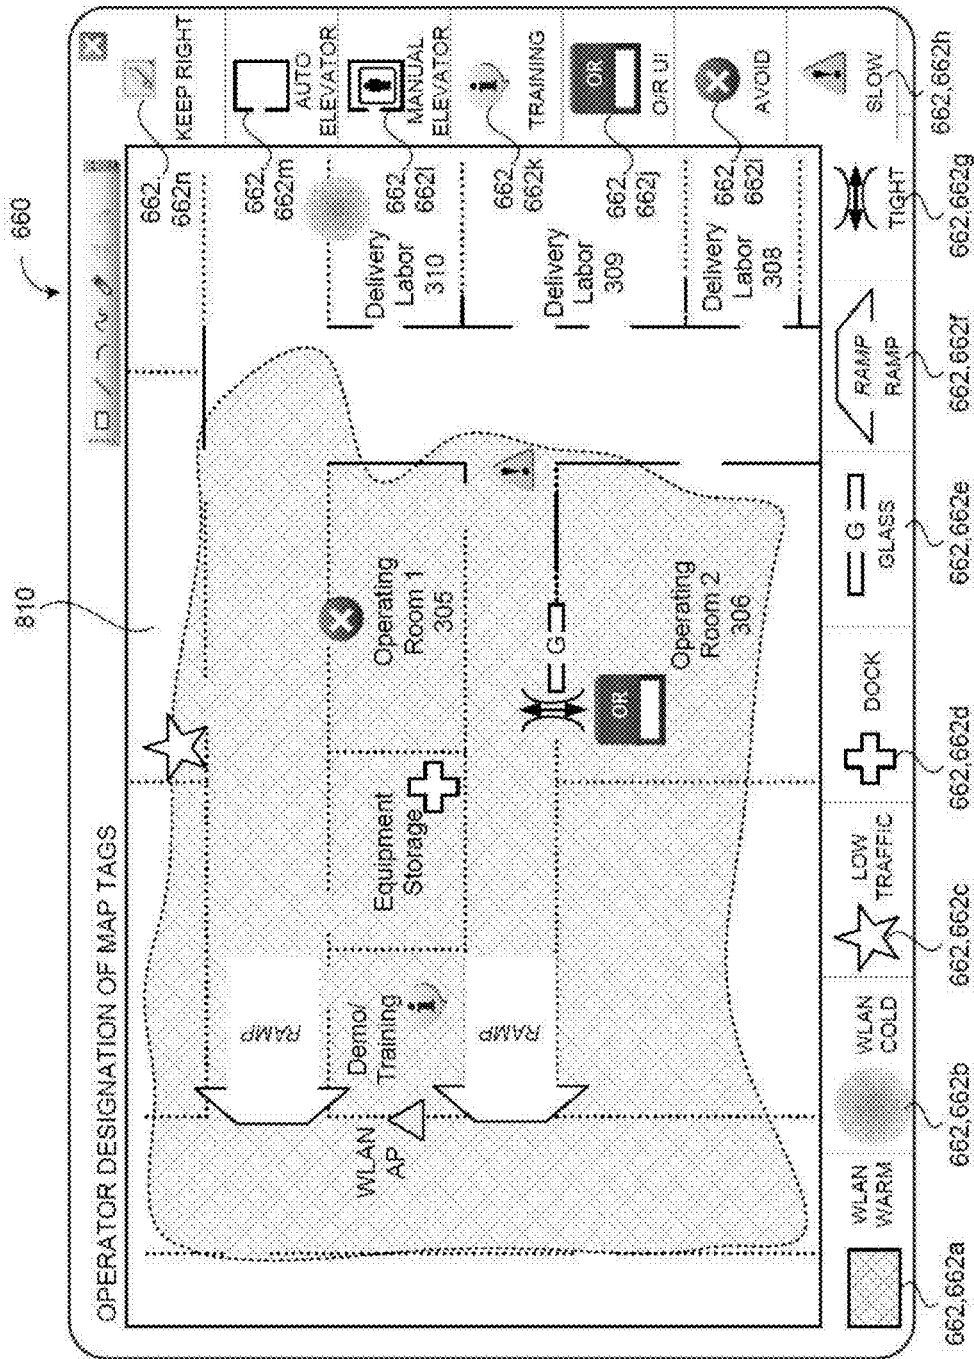 660
OPERATOR DESIGNATION OF MAP TAGS
810
662
662n
KEEP RIGHT
662
662m
AUTO
ELEVATOR
662
662l
MANUAL
ELEVATOR
662
662k
TRAINING
662
662j
OR
O/R UI
662
662i
AVOID
SLOW
662,662h
RAMP
Demo/
Training
WLAN
AP
RAMP
Equipment
Storage
Operating
Room 1
305
G
OR
Operating
Room 2
306
Delivery
Labor
310
Delivery
Labor
309
Delivery
Labor
308
WLAN
WARM
WLAN
COLD
LOW
TRAFFIC
DOCK
G
GLASS
RAMP
RAMP
TIGHT
662,662a
662,662b
662,662c
662,662d
662,662e
662,662f
662,662g